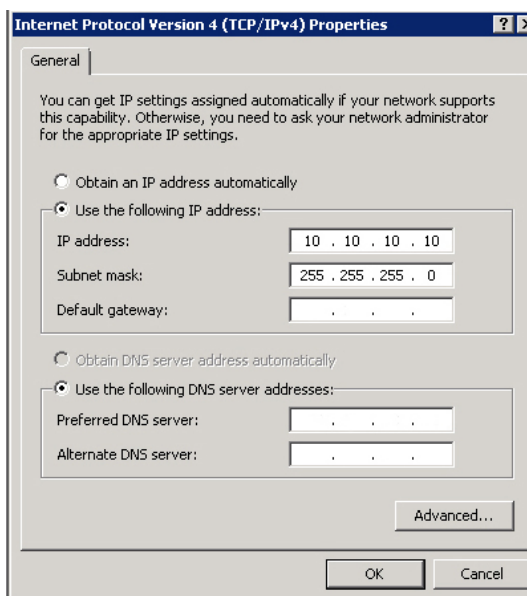 Internet Protocol Version 4 (TCP/IPv4) Properties
General
You can get IP settings assigned automatically if your network supports
this capability. Otherwise, you need to ask your network administrator
for the appropriate IP settings.
Obtain an IP address automatically
Use the following IP address:
IP address: 10 . 10 . 10 . 10
Subnet mask: 255 . 255 . 255 . 0
Default gateway: . . .
Obtain DNS server address automatically
Use the following DNS server addresses:
Preferred DNS server: . . .
Alternate DNS server: . . .
Advanced...
OK Cancel